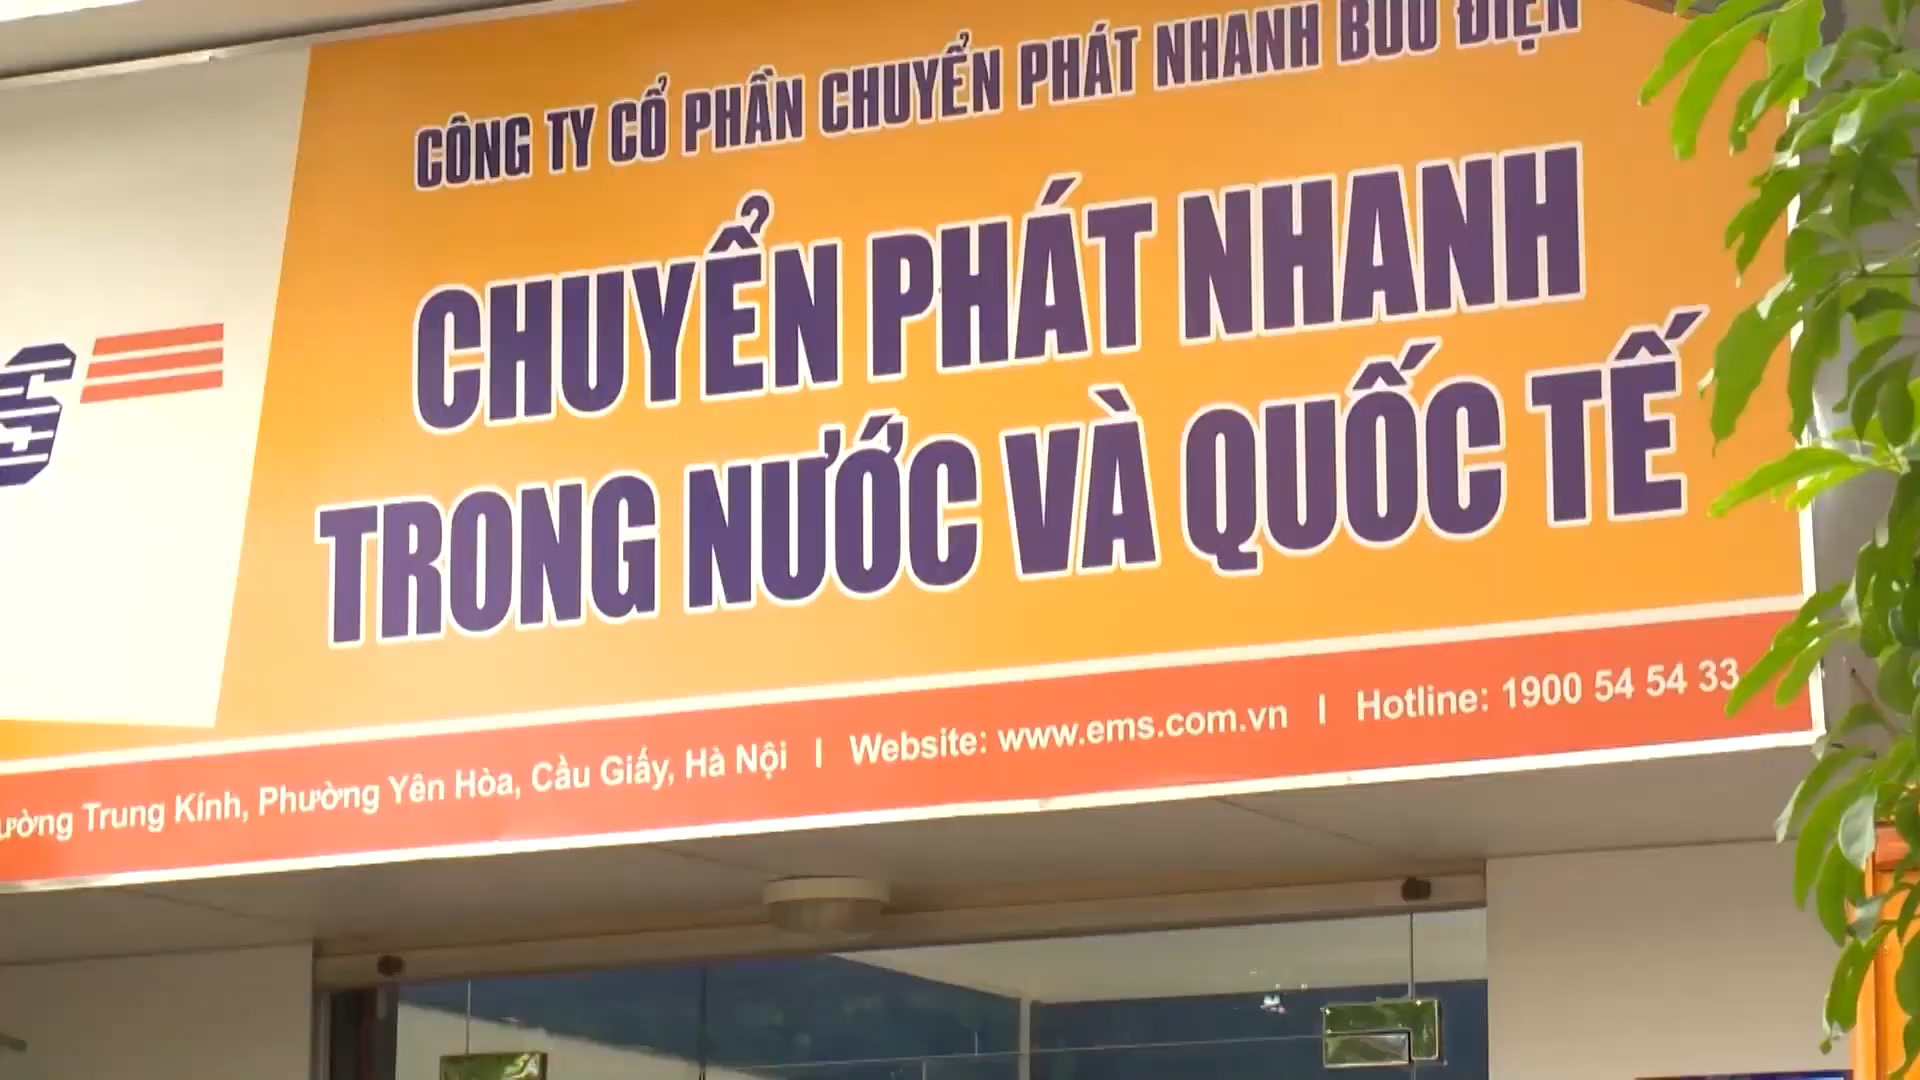 CÔNG TY CỔ PHẦN CHUYỂN PHÁT NHANH BƯU ĐIỆN
S
CHUYỂN PHÁT NHANH
TRONG NƯỚC VÀ QUỐC TẾ
ường Trung Kính, Phường Yên Hòa, Cầu Giấy, Hà Nội | Website: www.ems.com.vn | Hotline: 1900 54 54 33